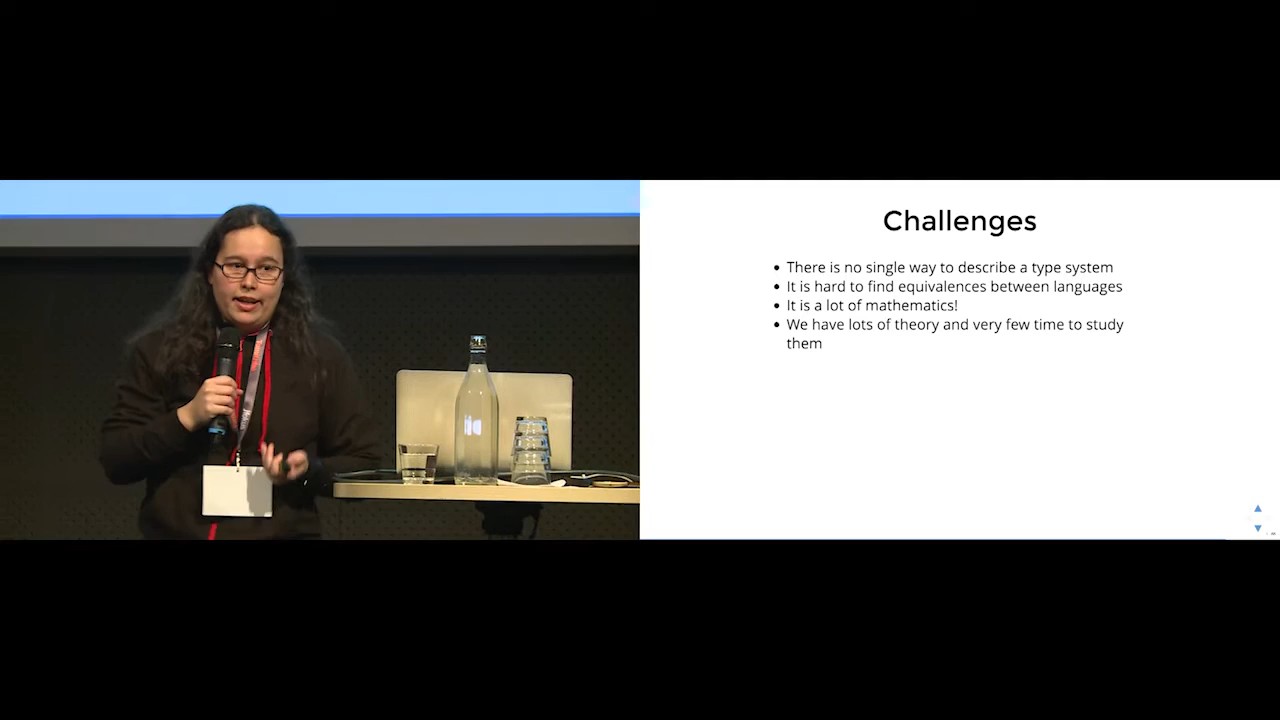 Challenges
There is no single way to describe a type system
It is hard to find equivalences between languages
It is a lot of mathematics!
We have lots of theory and very few time to study
them